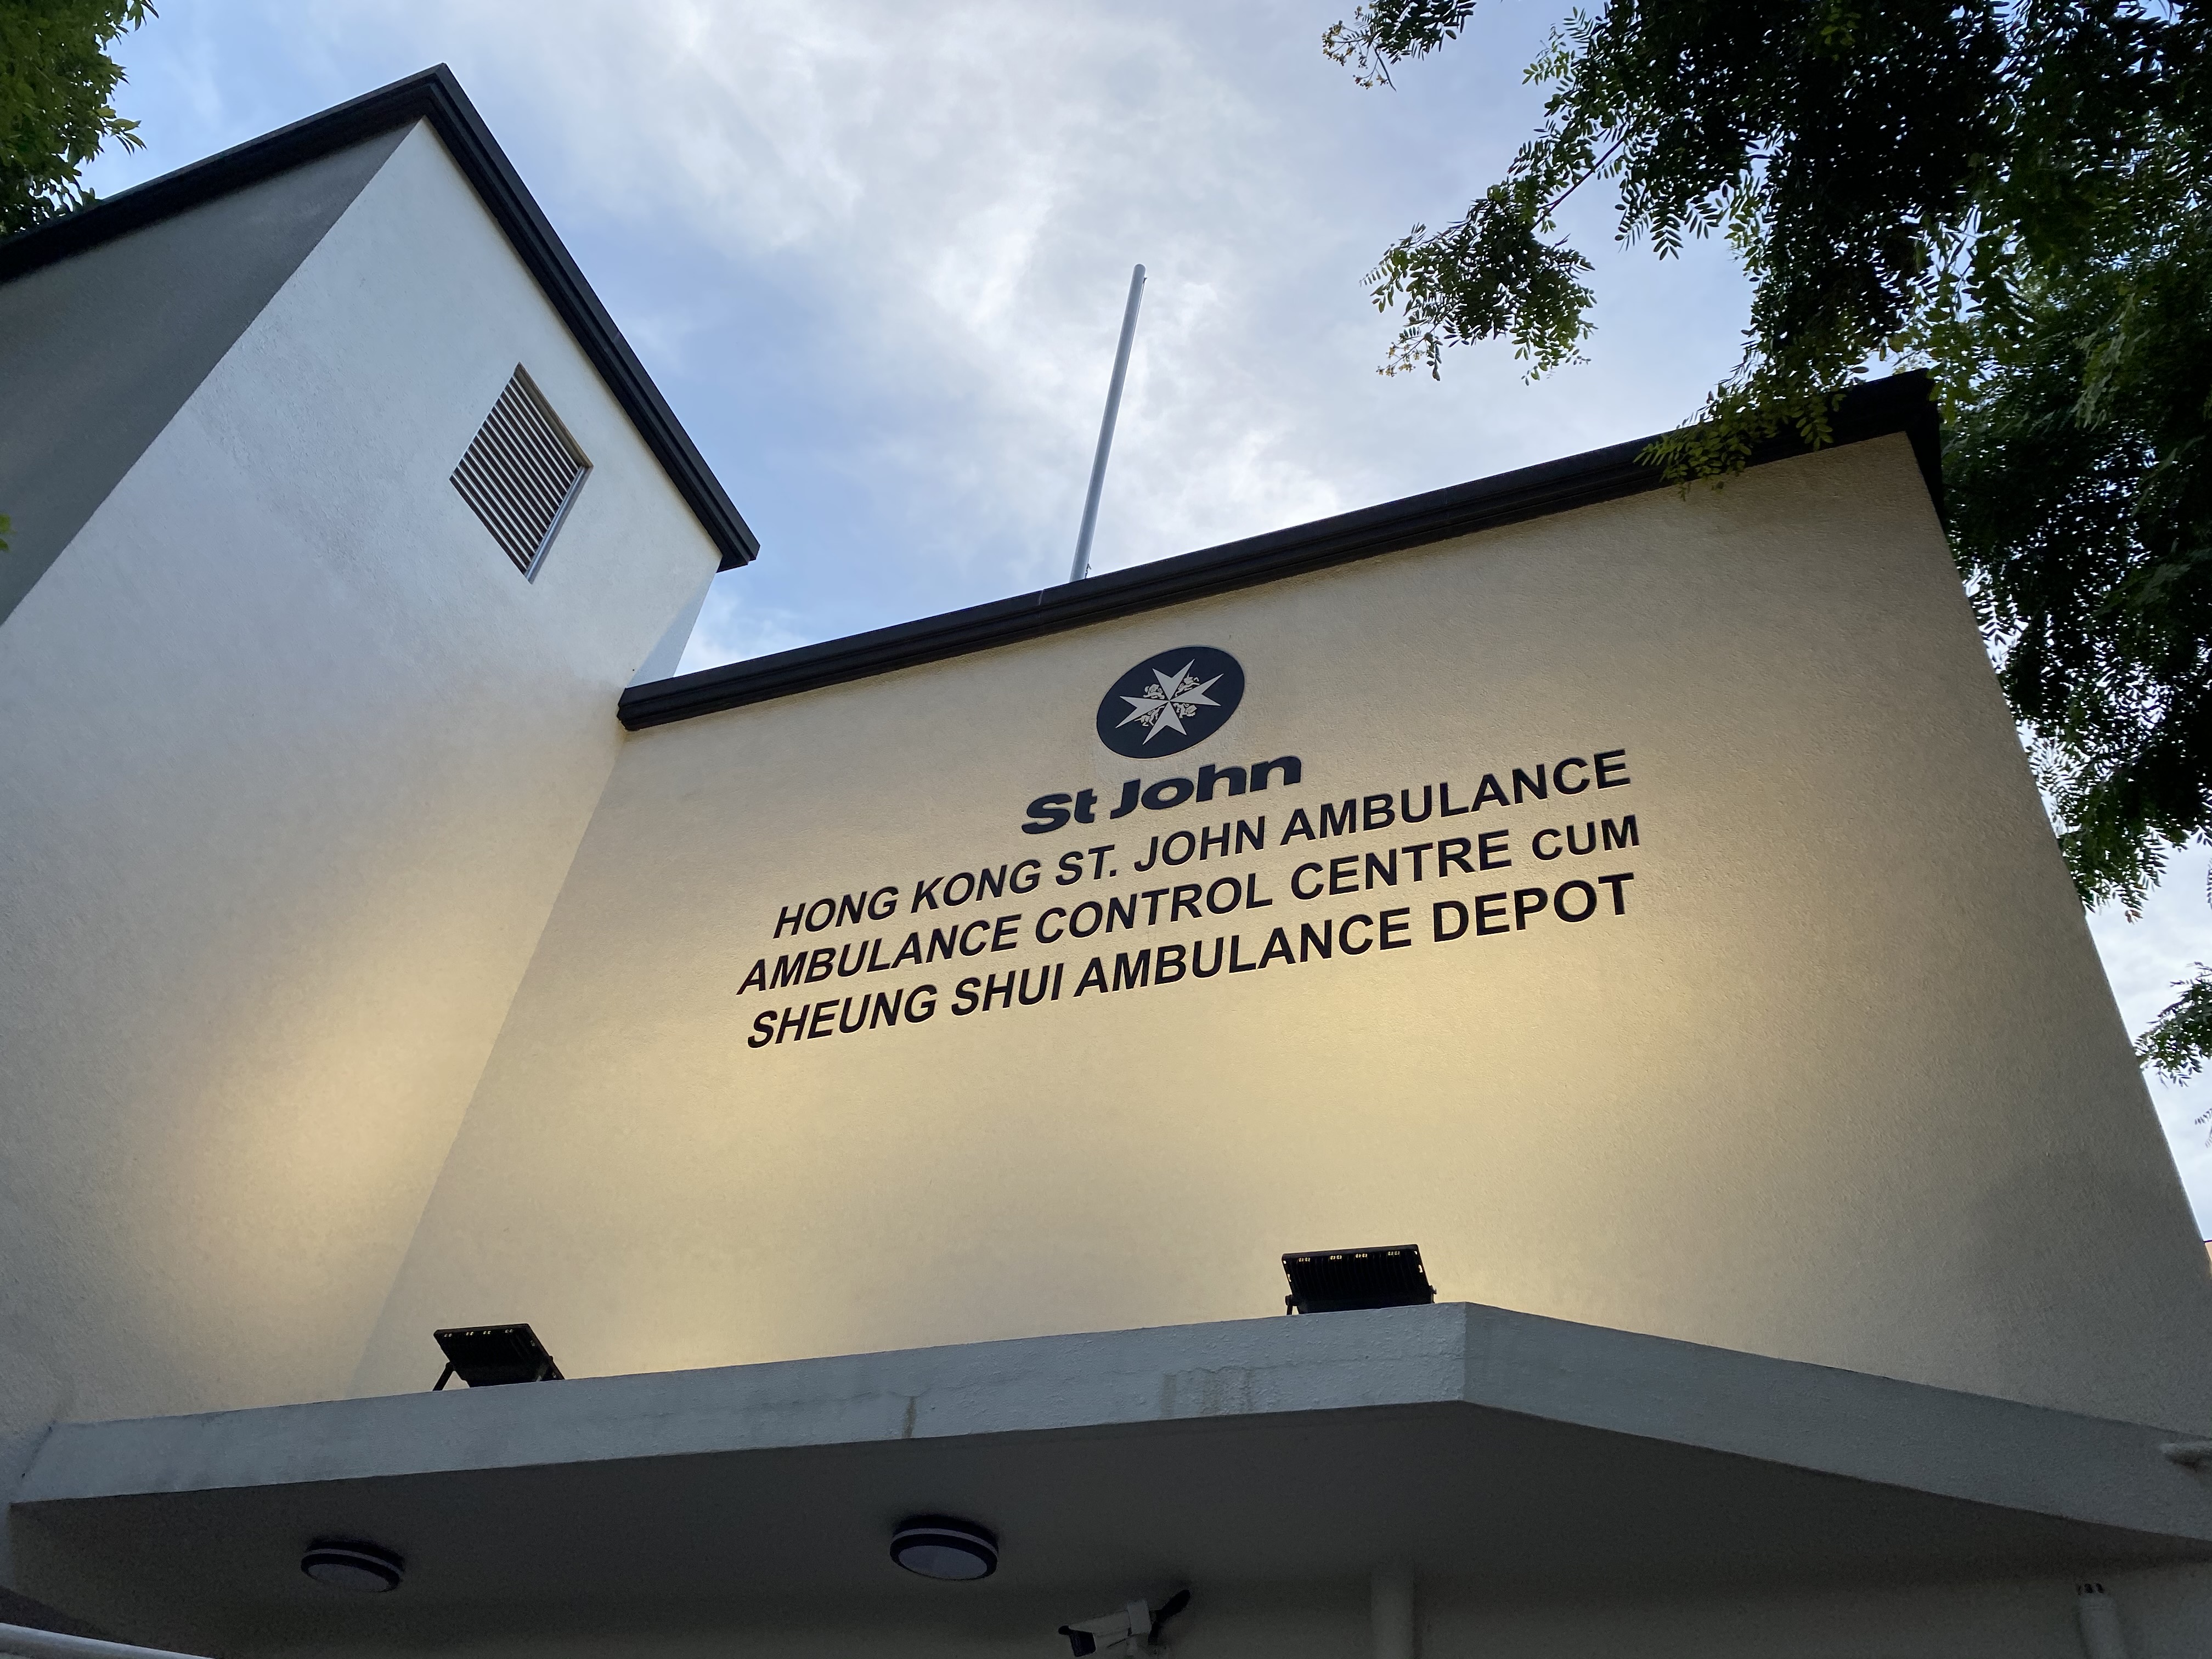 St John
HONG KONG ST. JOHN AMBULANCE
AMBULANCE CONTROL CENTRE CUM
SHEUNG SHUI AMBULANCE DEPOT